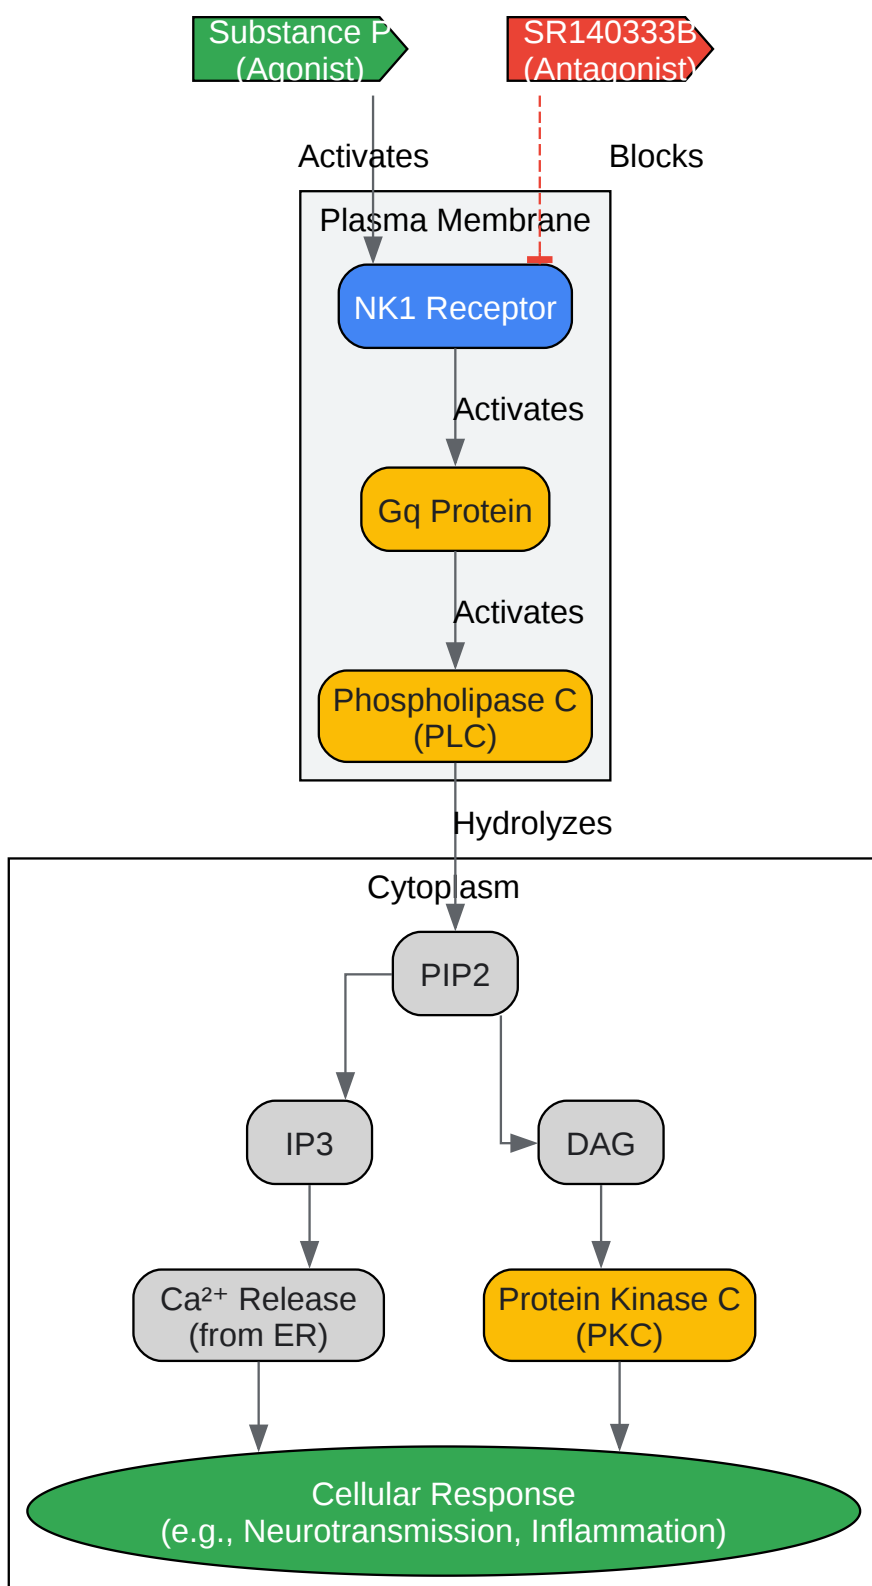 Substance P
(Agonist)
SR140333B
(Antagonist)
Activates
Blocks
Plasma Membrane
NK1 Receptor
Activates
Gq Protein
Activates
Phospholipase C
(PLC)
Hydrolyzes
Cytoplasm
PIP2
IP3
DAG
Ca²⁺ Release
(from ER)
Protein Kinase C
(PKC)
Cellular Response
(e.g., Neurotransmission, Inflammation)